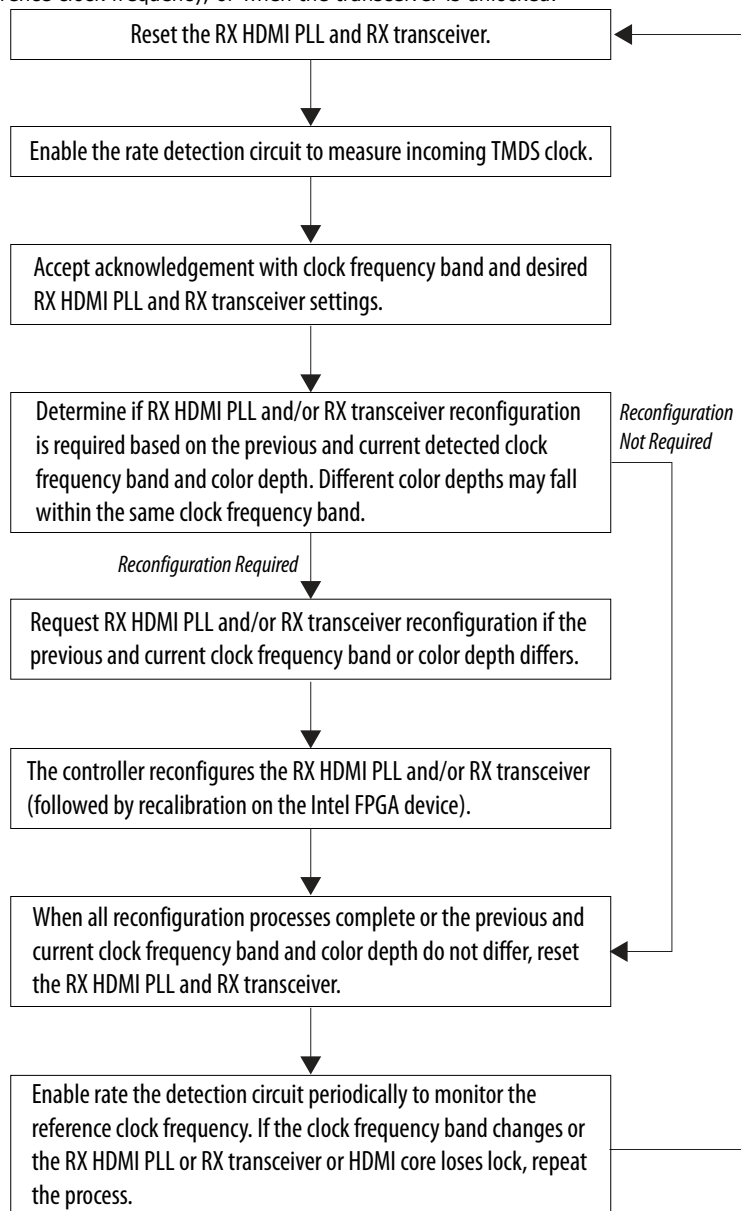 Reset the RX HDMI PLL and RX transceiver.
Enable the rate detection circuit to measure incoming TMDS clock.
Accept acknowledgement with clock frequency band and desired
RX HDMI PLL and RX transceiver settings.
Determine if RX HDMI PLL and/or RX transceiver reconfiguration
is required based on the previous and current detected clock
frequency band and color depth. Different color depths may fall
within the same clock frequency band.
Reconfiguration
Not Required
Reconfiguration Required
Request RX HDMI PLL and/or RX transceiver reconfiguration if the
previous and current clock frequency band or color depth differs.
The controller reconfigures the RX HDMI PLL and/or RX transceiver
(followed by recalibration on the Intel FPGA device).
When all reconfiguration processes complete or the previous and
current clock frequency band and color depth do not differ, reset
the RX HDMI PLL and RX transceiver.
Enable rate the detection circuit periodically to monitor the
reference clock frequency. If the clock frequency band changes or
the RX HDMI PLL or RX transceiver or HDMI core loses lock, repeat
the process.